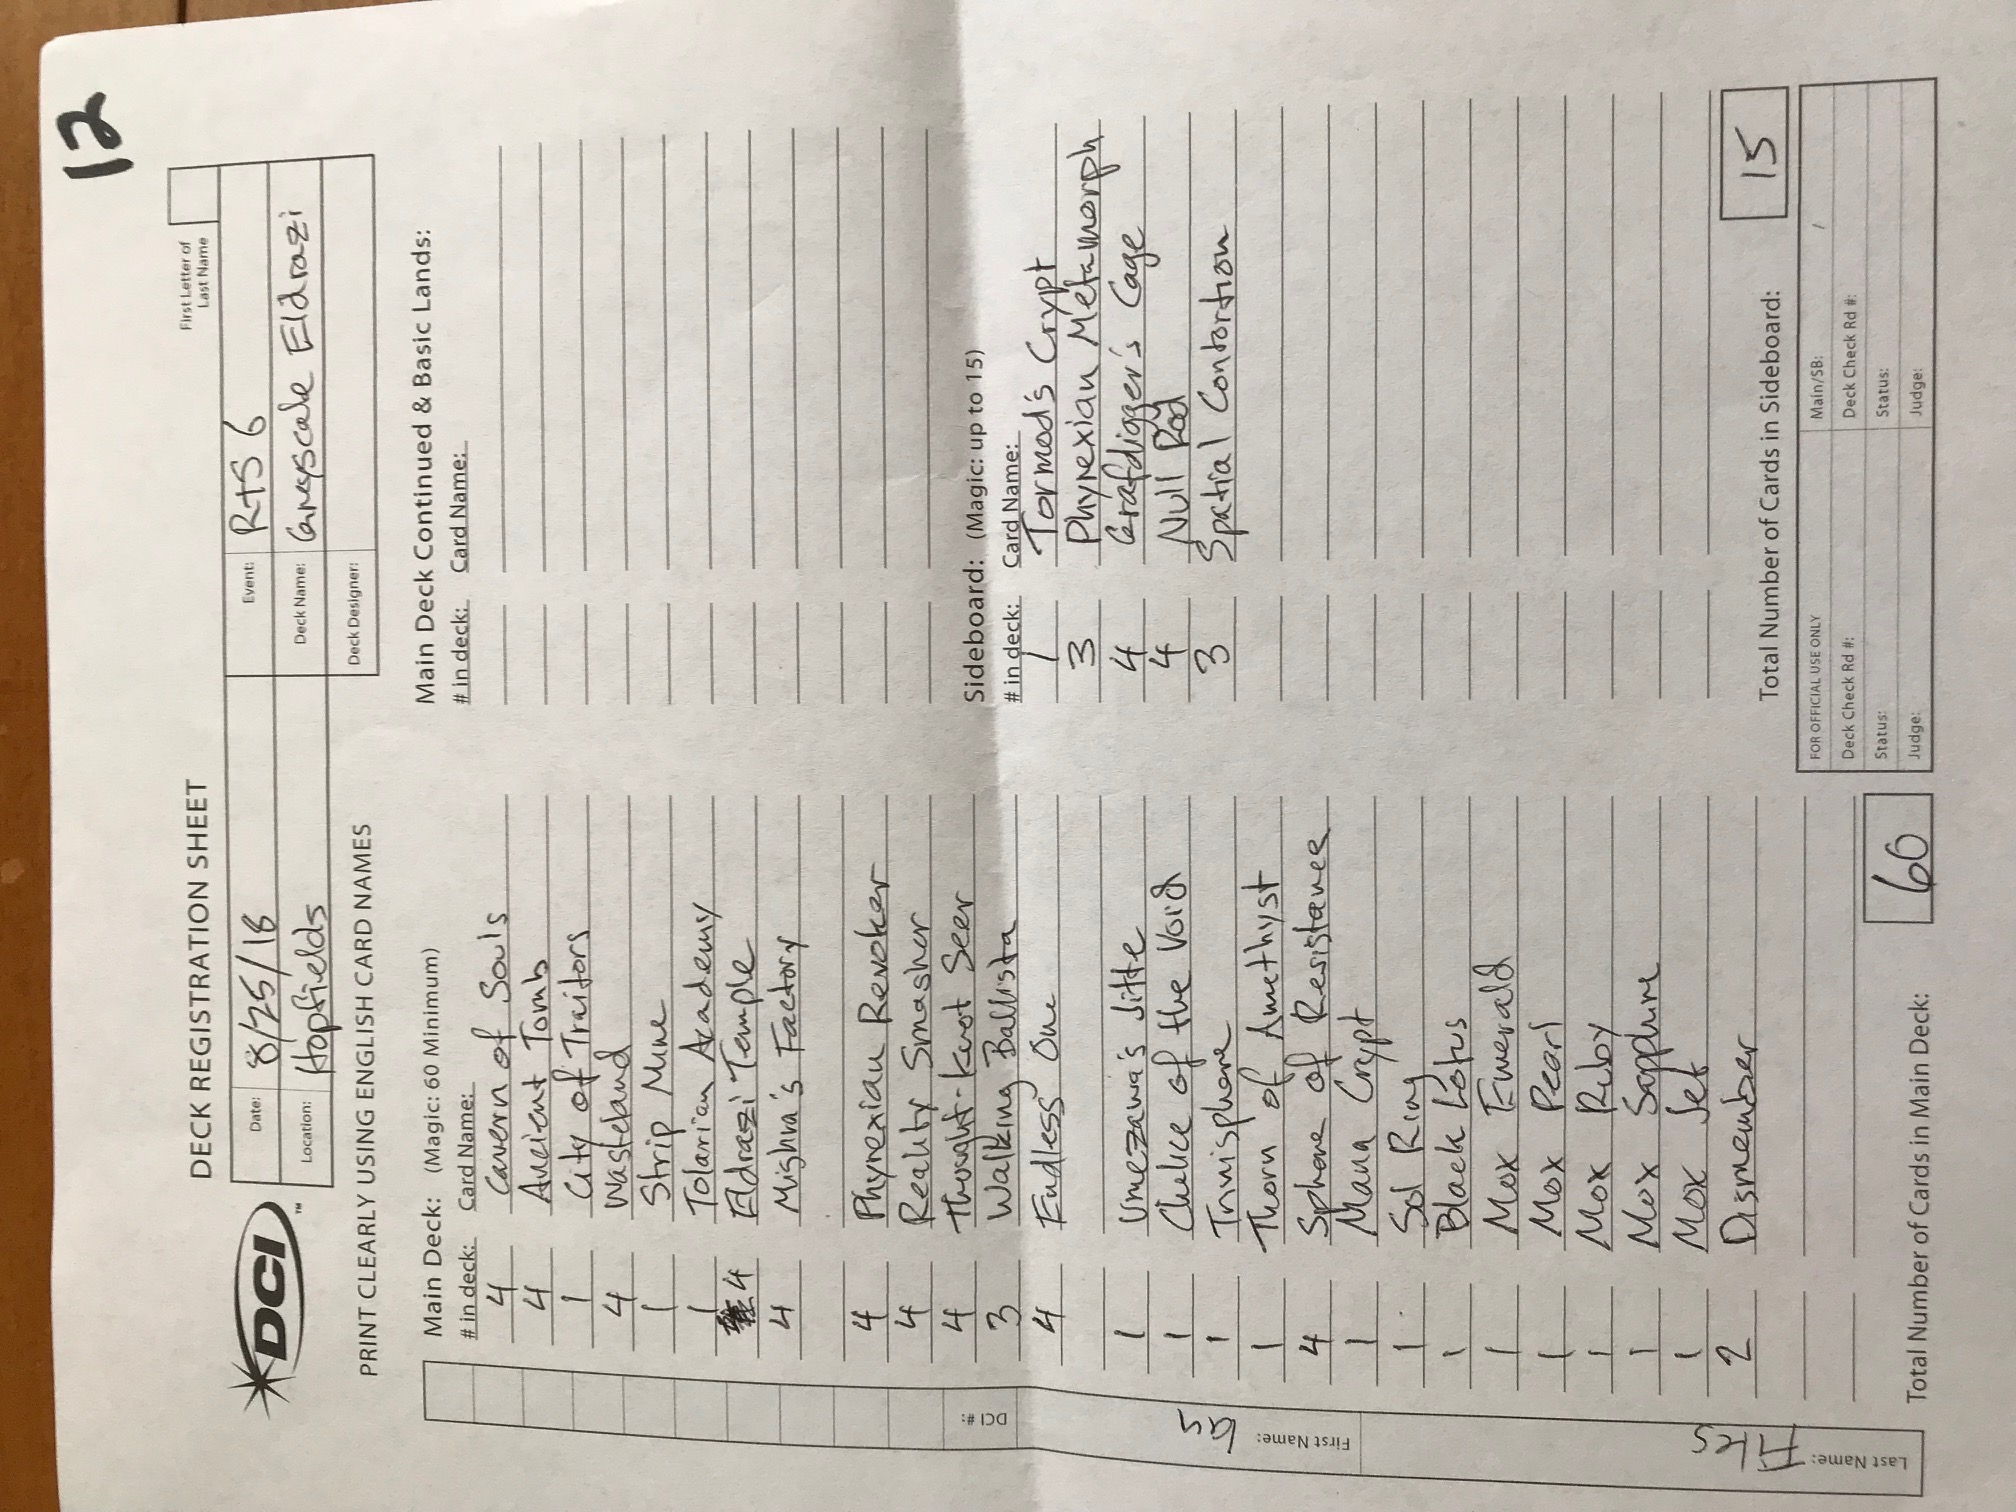 12
DECK REGISTRATION SHEET
First Letter of
Last Name
DCI
TM
Date: 8/25/18
Event: RtS 6
Location: Hopfields
Deck Name: Greyscale Eldrazi
Deck Designer:
PRINT CLEARLY USING ENGLISH CARD NAMES
Main Deck: (Magic: 60 Minimum)
# in deck: Card Name:
4 Cavern of Souls
4 Ancient Tomb
1 City of Traitors
4 Wasteland
1 Strip Mine
1 Tolarian Academy
4 Eldrazi Temple
4 Mishra's Factory
4 Phyrexian Revoker
4 Reality Smasher
4 Thought-Knot Seer
3 Walking Ballista
4 Endless One
1 Umezawa's Jitte
1 Chalice of the Void
1 Trinisphere
1 Thorn of Amethyst
4 Sphere of Resistance
1 Mana Crypt
1 Sol Ring
1 Black Lotus
1 Mox Emerald
1 Mox Pearl
1 Mox Ruby
1 Mox Sapphire
1 Mox Jet
2 Dismember
Total Number of Cards in Main Deck: 60
Main Deck Continued & Basic Lands:
# in deck: Card Name:
Sideboard: (Magic: up to 15)
# in deck: Card Name:
1 Tormod's Crypt
3 Phyrexian Metamorph
4 Grafdigger's Cage
4 Null Rod
3 Spatial Contortion
Total Number of Cards in Sideboard: 15
FOR OFFICIAL USE ONLY
Main/SB: /
Deck Check Rd #:
Deck Check Rd #:
Status:
Status:
Judge:
Judge:
DCI #:
First Name: Ian
Last Name: Fikes